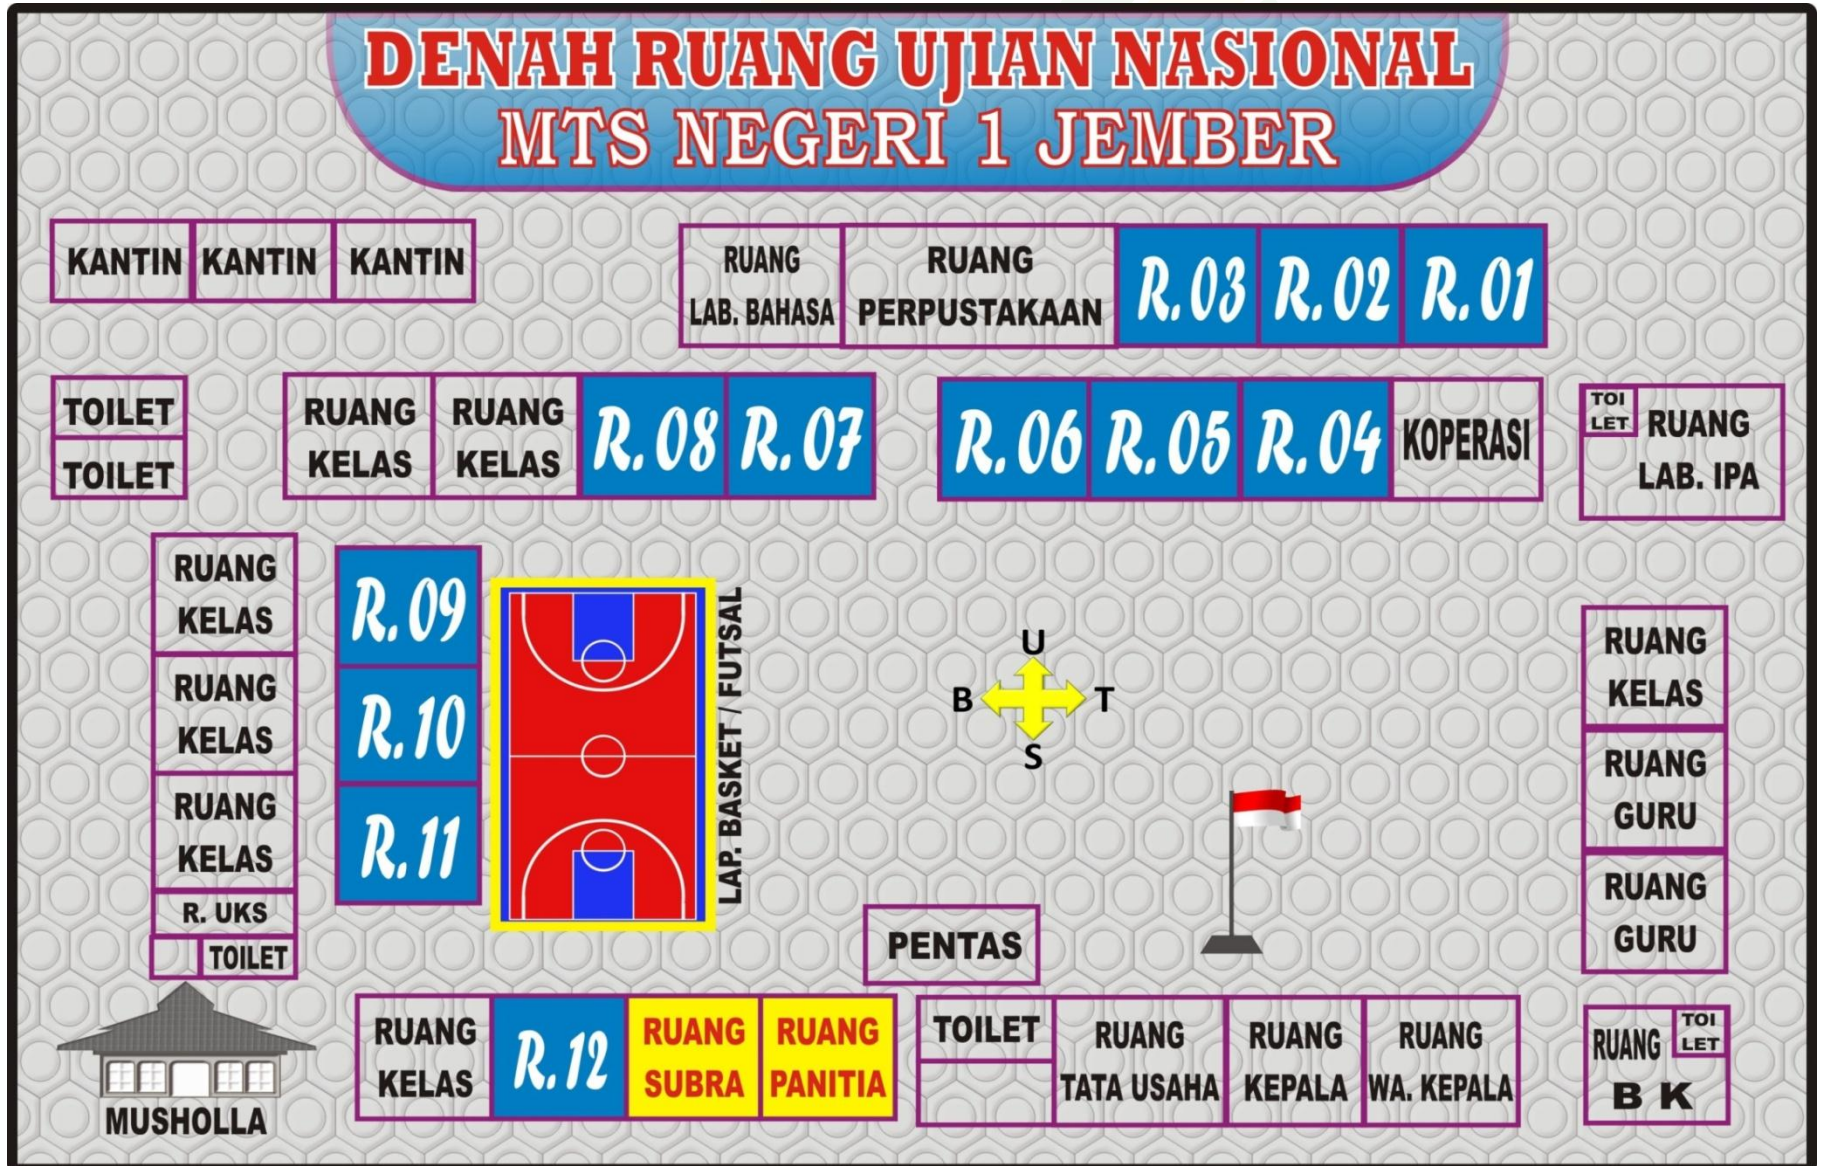 DENAH RUANG UJIAN NASIONAL
MTS NEGERI 1 JEMBER
KANTIN
KANTIN
KANTIN
RUANG
LAB. BAHASA
RUANG
PERPUSTAKAAN
R.03
R.02
R.01
TOILET
TOILET
RUANG
KELAS
RUANG
KELAS
R.08
R.07
R.06
R.05
R.04
KOPERASI
TOI
LET
RUANG
LAB. IPA
RUANG
KELAS
RUANG
KELAS
RUANG
KELAS
R. UKS
TOILET
R.09
R.10
R.11
LAP. BASKET / FUTSAL
U
B
T
S
RUANG
KELAS
RUANG
GURU
RUANG
GURU
PENTAS
MUSHOLLA
RUANG
KELAS
R.12
RUANG
SUBRA
RUANG
PANITIA
TOILET
RUANG
TATA USAHA
RUANG
KEPALA
RUANG
WA. KEPALA
RUANG
B K
TOI
LET